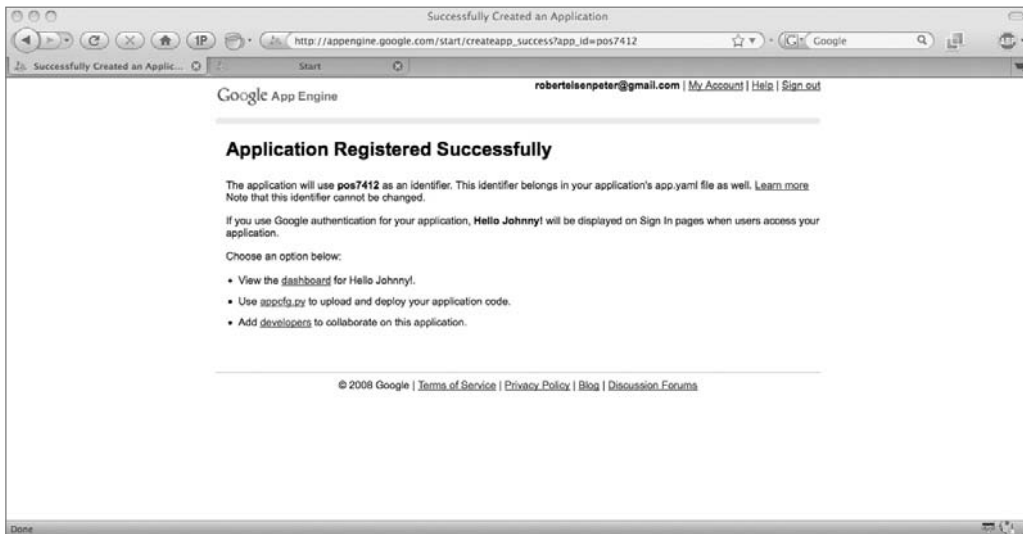 Successfully Created an Application
1P
http://appengine.google.com/start/createapp_success?app_id=pos7412
Google
Successfully Created an Applic...
Start
Google App Engine
robertelsenpeter@gmail.com | My Account | Help | Sign out
Application Registered Successfully
The application will use pos7412 as an identifier. This identifier belongs in your application's app.yaml file as well. Learn more
Note that this identifier cannot be changed.
If you use Google authentication for your application, Hello Johnny! will be displayed on Sign In pages when users access your
application.
Choose an option below:
• View the dashboard for Hello Johnny!.
• Use appcfg.py to upload and deploy your application code.
• Add developers to collaborate on this application.
© 2008 Google | Terms of Service | Privacy Policy | Blog | Discussion Forums
Done